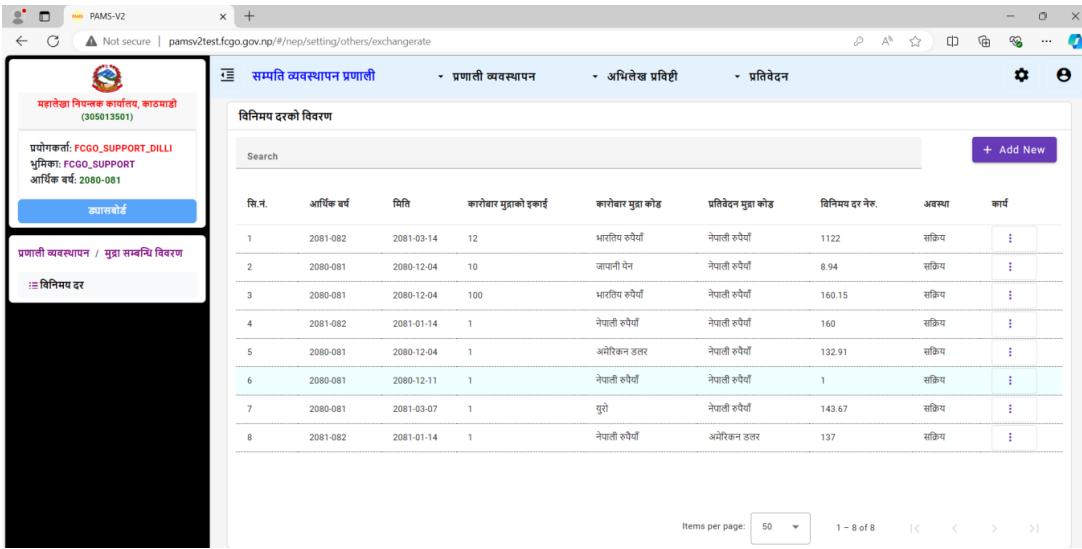 PAMS-V2
Not secure | pamsv2test.fcgo.gov.np/#/nep/setting/others/exchangerate
सम्पति व्यवस्थापन प्रणाली प्रणाली व्यवस्थापन अभिलेख प्रविष्टी प्रतिवेदन
महालेखा नियन्त्रक कार्यालय, काठमाडो
(305013501)
प्रयोगकर्ता: FCGO_SUPPORT_DILLI
भुमिका: FCGO_SUPPORT
आर्थिक बर्ष: 2080-081
ड्यासबोर्ड
प्रणाली व्यवस्थापन / मुद्रा सम्बन्धि विवरण
विनिमय दर
विनिमय दरको विवरण
Search
+ Add New
सि.नं. आर्थिक बर्ष मिति कारोबार मुद्राको इकाई कारोबार मुद्रा कोड प्रतिवेदन मुद्रा कोड विनिमय दर नेरु. अवस्था कार्य
1 2081-082 2081-03-14 12 भारतिय रुपैयाँ नेपाली रुपैयाँ 1122 सक्रिय
2 2080-081 2080-12-04 10 जापानी येन नेपाली रुपैयाँ 8.94 सक्रिय
3 2080-081 2080-12-04 100 भारतिय रुपैयाँ नेपाली रुपैयाँ 160.15 सक्रिय
4 2081-082 2081-01-14 1 नेपाली रुपैयाँ नेपाली रुपैयाँ 160 सक्रिय
5 2080-081 2080-12-04 1 अमेरिकन डलर नेपाली रुपैयाँ 132.91 सक्रिय
6 2080-081 2080-12-11 1 नेपाली रुपैयाँ नेपाली रुपैयाँ 1 सक्रिय
7 2080-081 2081-03-07 1 युरो नेपाली रुपैयाँ 143.67 सक्रिय
8 2081-082 2081-01-14 1 नेपाली रुपैयाँ अमेरिकन डलर 137 सक्रिय
Items per page: 50 1 – 8 of 8